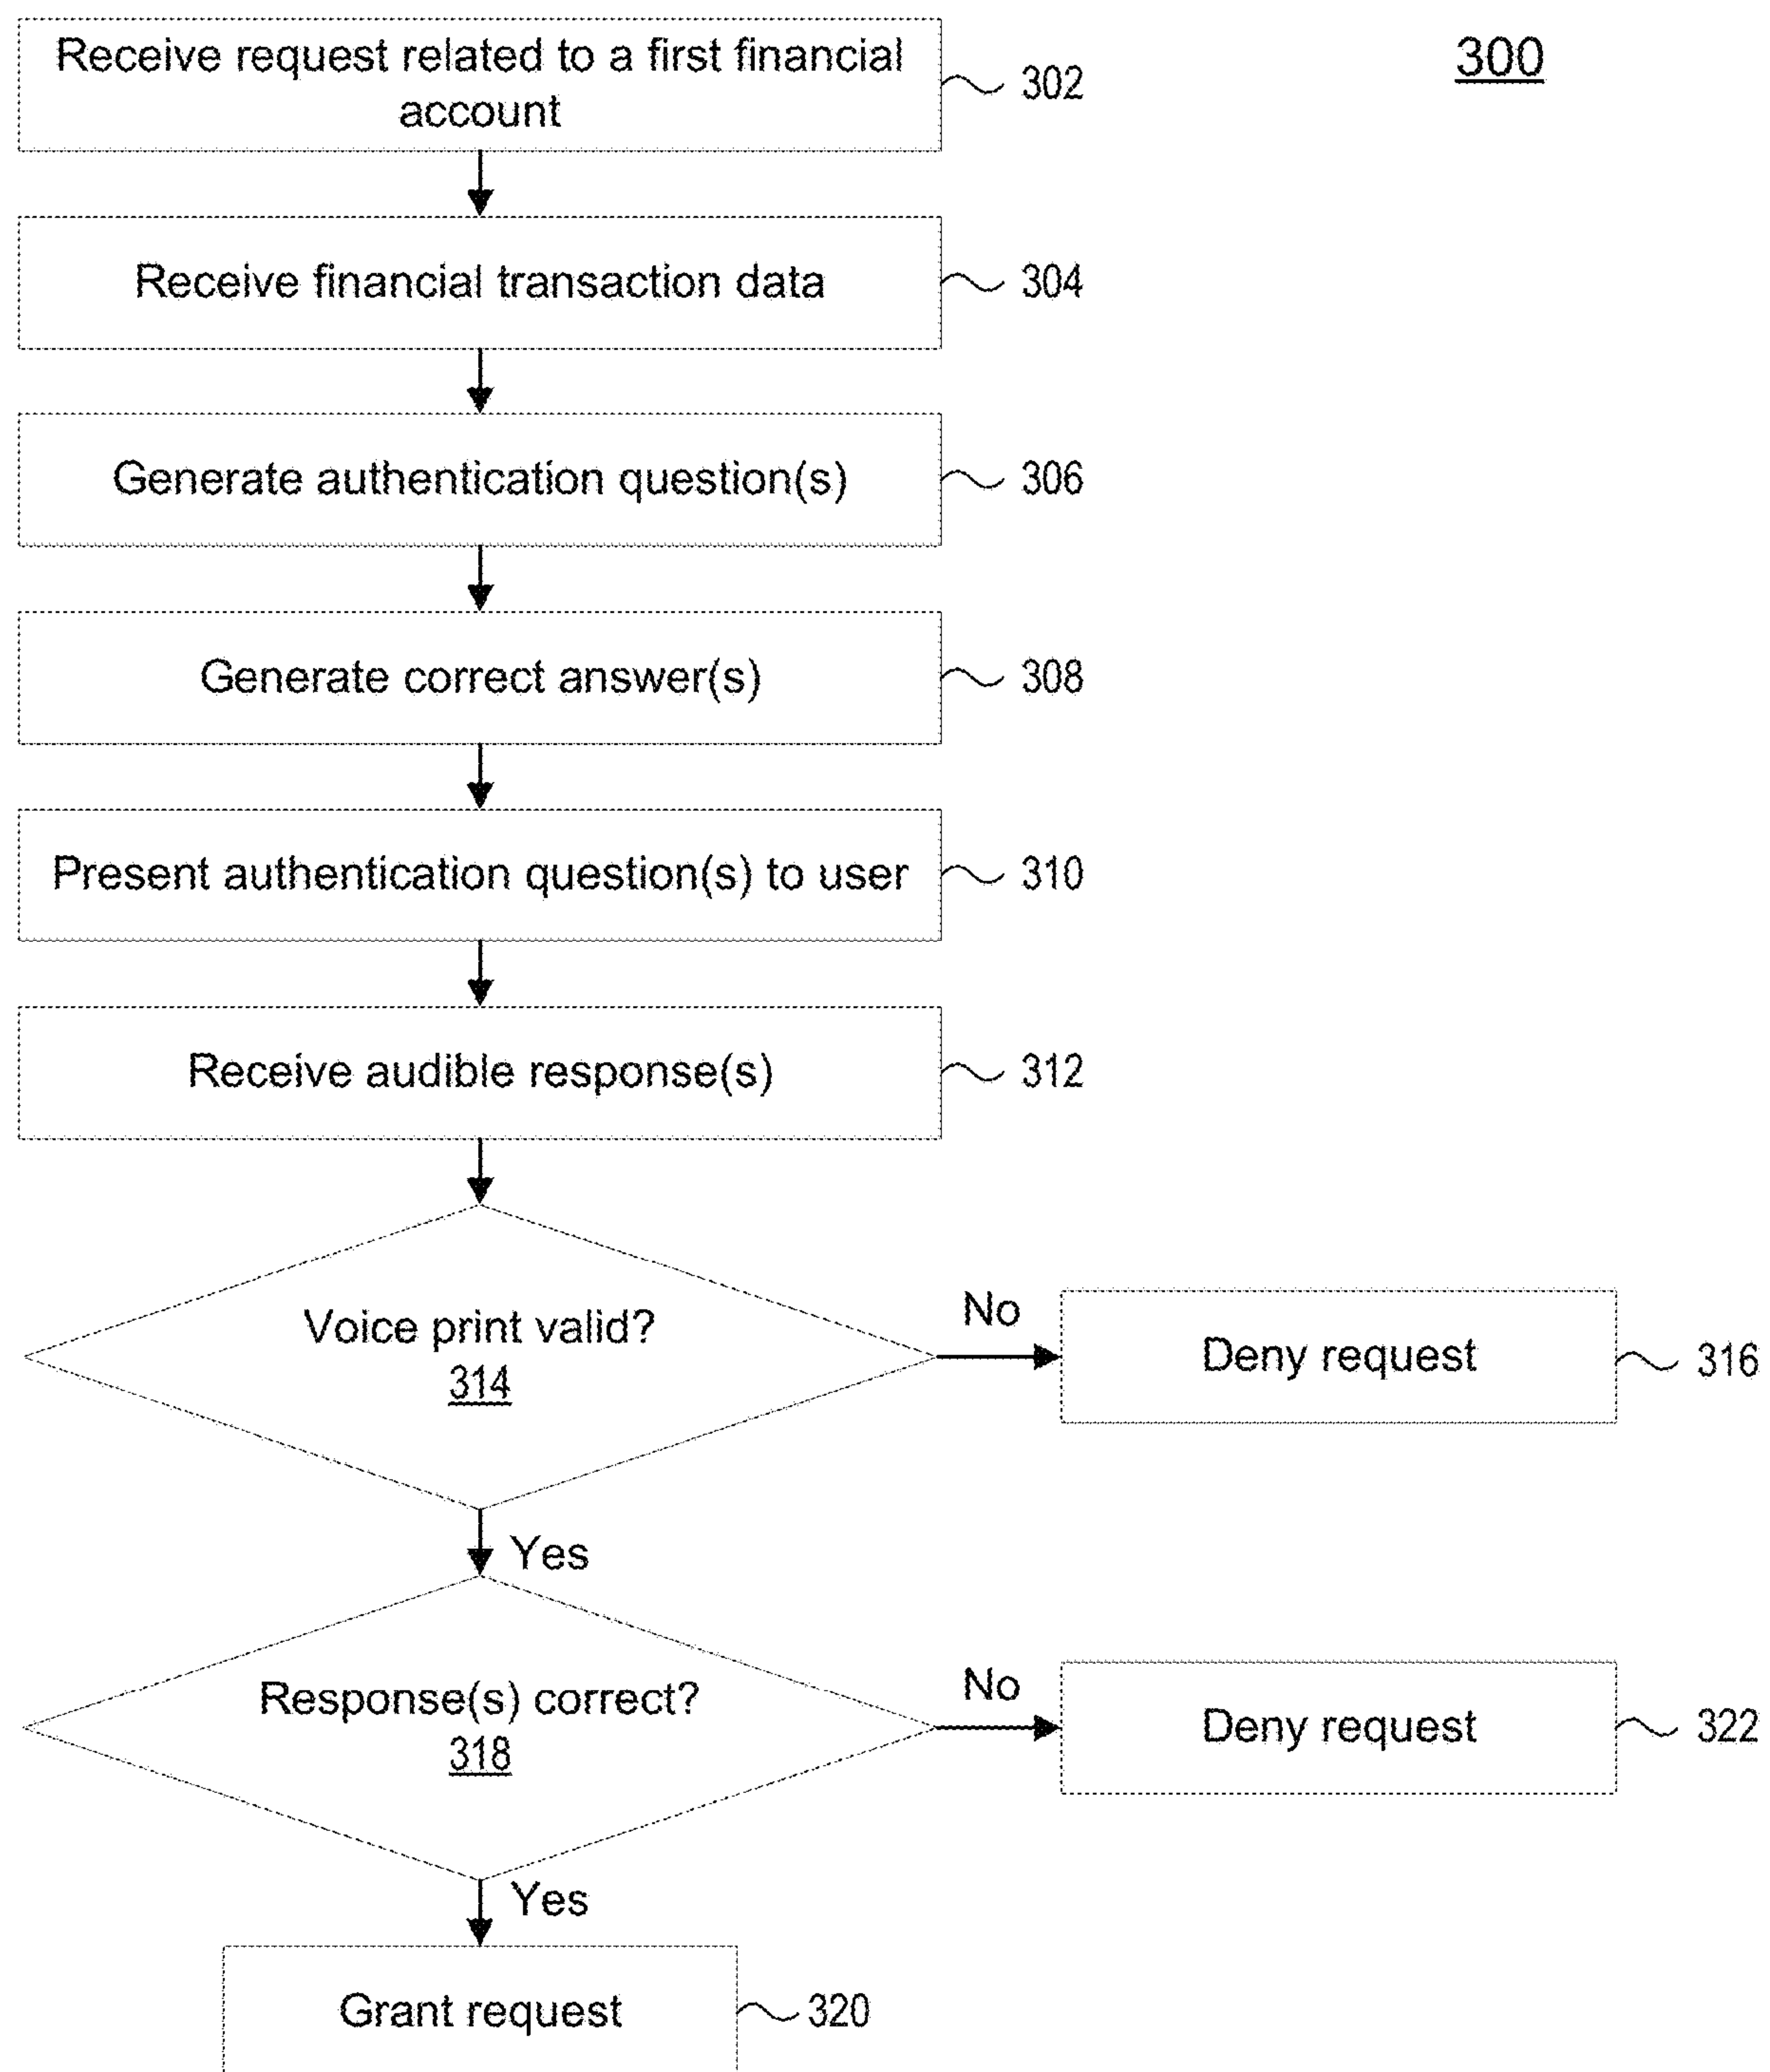 300
Receive request related to a first financial
account
302
Receive financial transaction data
304
Generate authentication question(s)
306
Generate correct answer(s)
308
Present authentication question(s) to user
310
Receive audible response(s)
312
Voice print valid?
314
No
Deny request
316
Yes
Response(s) correct?
318
No
Deny request
322
Yes
Grant request
320